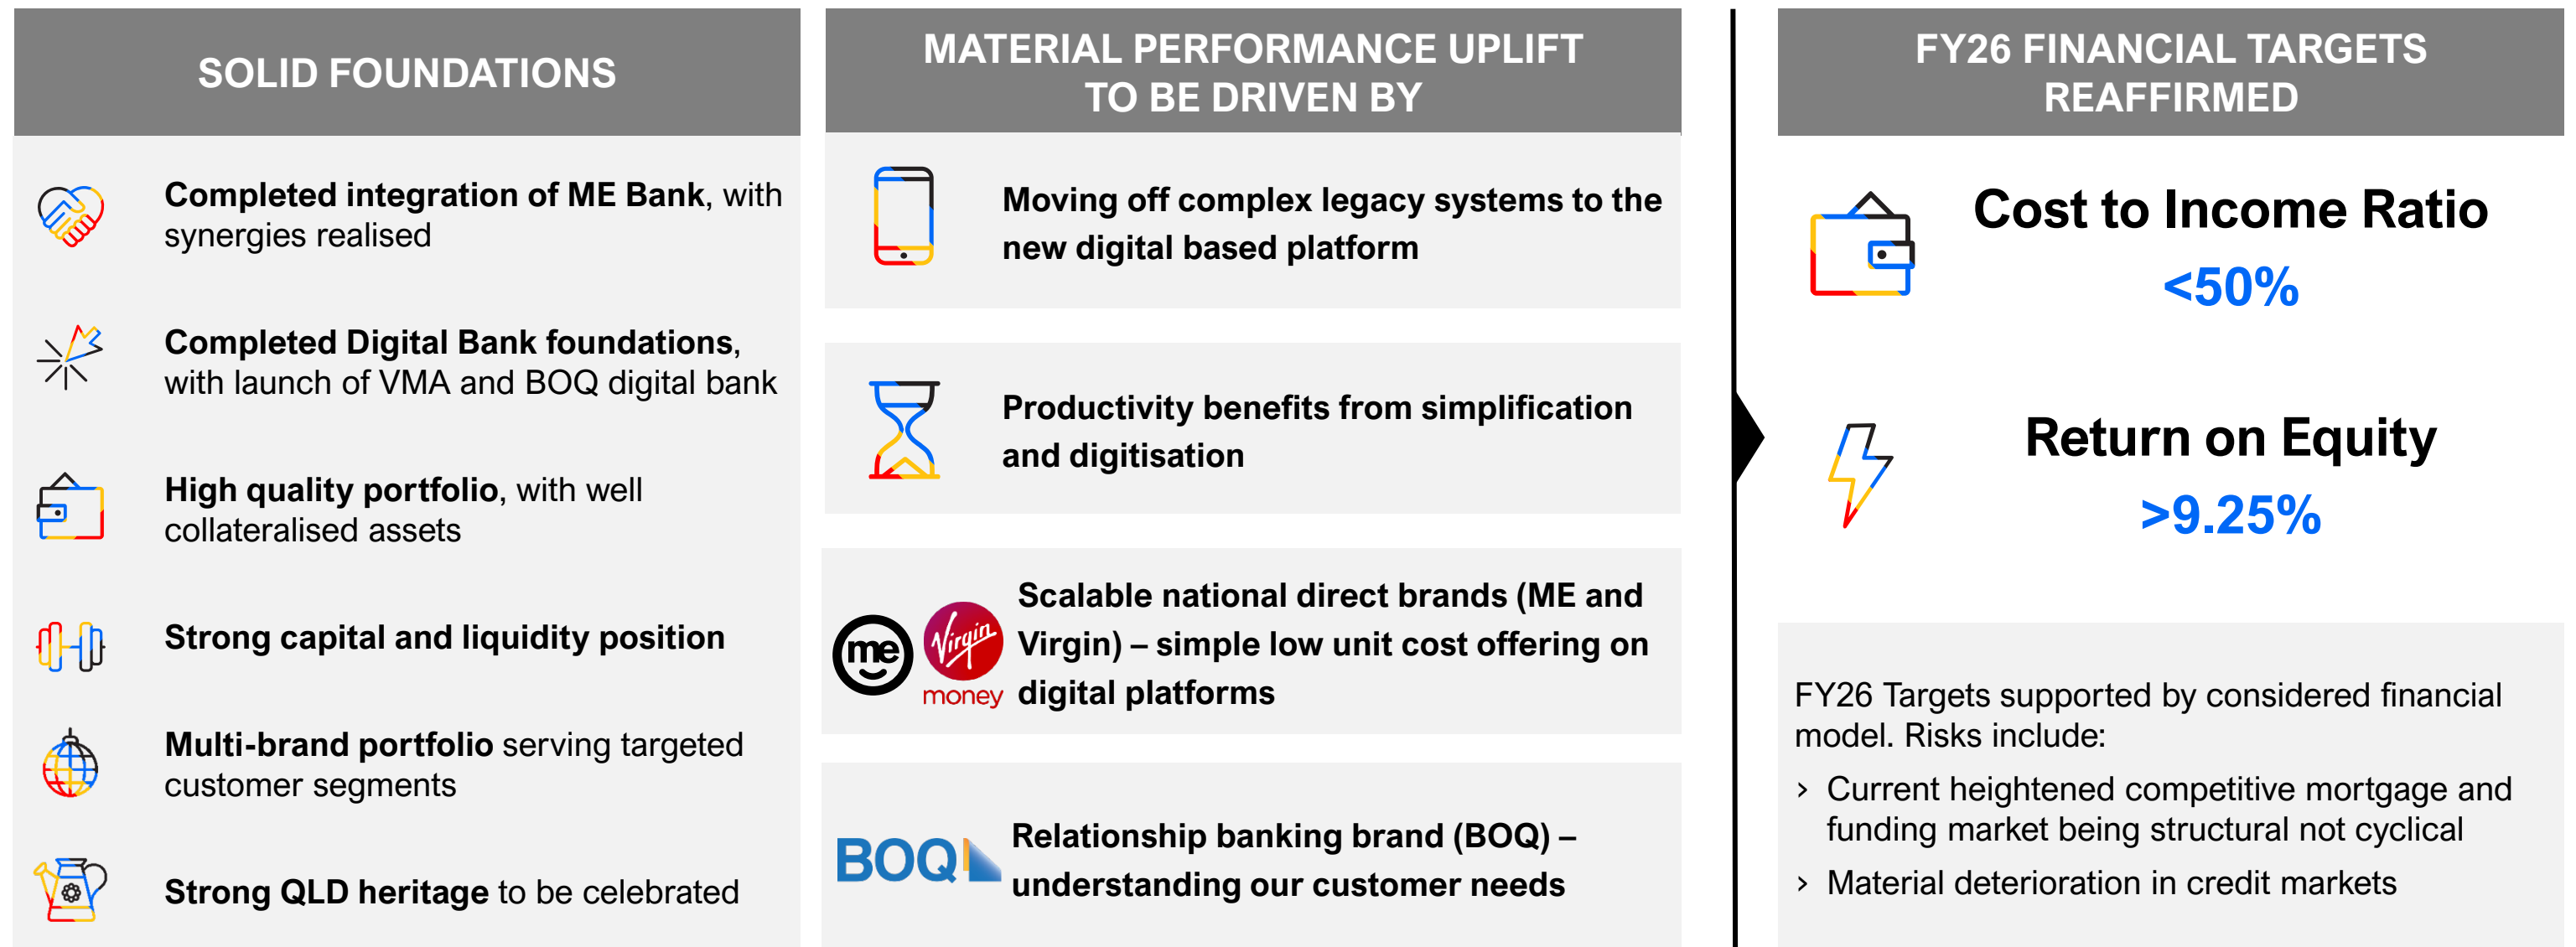 SOLID FOUNDATIONS
Completed integration of ME Bank, with
synergies realised
Completed Digital Bank foundations,
with launch of VMA and BOQ digital bank
High quality portfolio, with well
collateralised assets
Strong capital and liquidity position
Multi-brand portfolio serving targeted
customer segments
Strong QLD heritage to be celebrated
MATERIAL PERFORMANCE UPLIFT
TO BE DRIVEN BY
Moving off complex legacy systems to the
new digital based platform
Productivity benefits from simplification
and digitisation
me
Virgin
money
Scalable national direct brands (ME and
Virgin) – simple low unit cost offering on
digital platforms
BOQ
Relationship banking brand (BOQ) –
understanding our customer needs
FY26 FINANCIAL TARGETS
REAFFIRMED
Cost to Income Ratio
<50%
Return on Equity
>9.25%
FY26 Targets supported by considered financial
model. Risks include:
› Current heightened competitive mortgage and
funding market being structural not cyclical
› Material deterioration in credit markets